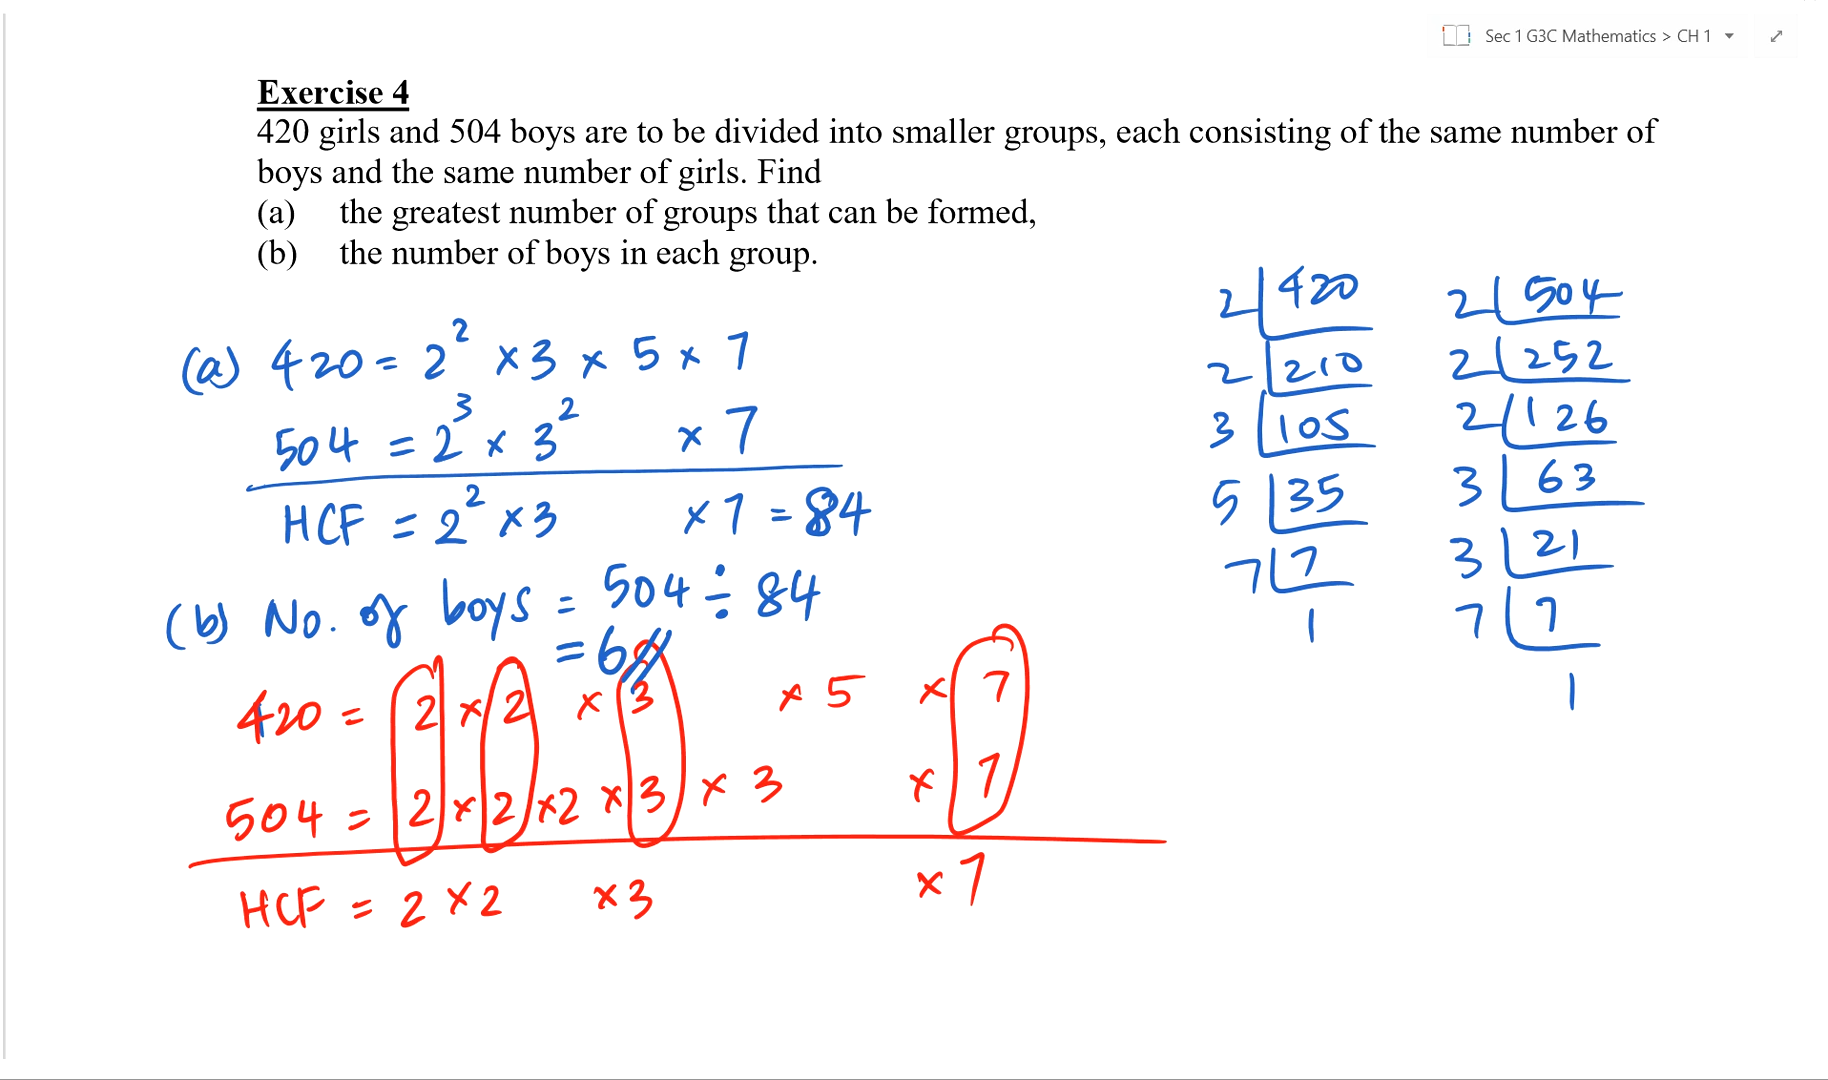 Sec 1 G3C Mathematics > CH 1
Exercise 4
420 girls and 504 boys are to be divided into smaller groups, each consisting of the same number of
boys and the same number of girls. Find
(a) the greatest number of groups that can be formed,
(b) the number of boys in each group.
(a) 420 = 2² × 3 × 5 × 7
504 = 2³ × 3² × 7
HCF = 2² × 3 × 7 = 84
(b) No. of boys = 504 ÷ 84
= 6
420 = 2 × 2 × 3 × 5 × 7
504 = 2 × 2 × 2 × 3 × 3 × 7
HCF = 2 × 2 × 3 × 7
2 420
2 210
3 105
5 35
7 7
1
2 504
2 252
2 126
3 63
3 21
7 7
1